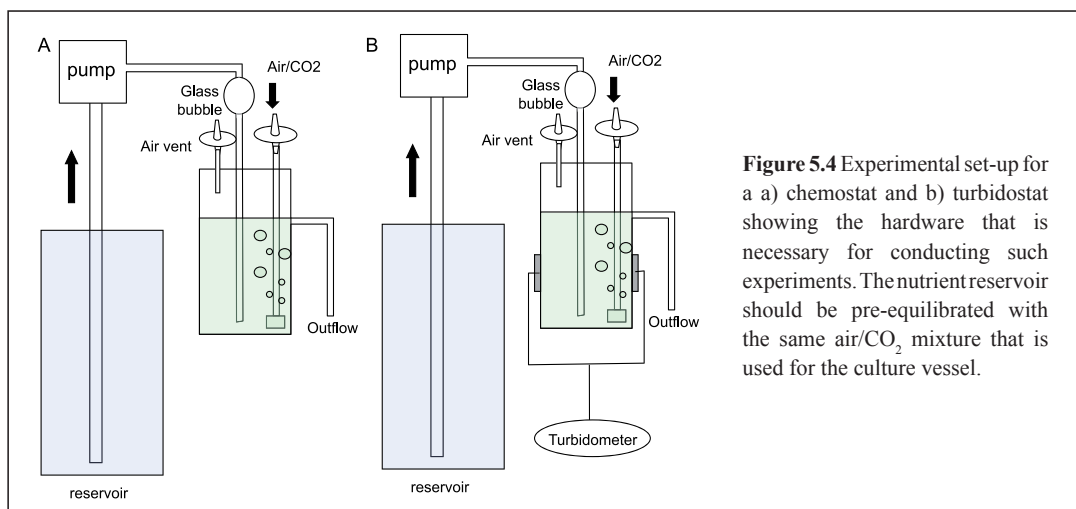 A
pump
Air/CO2
Glass
bubble
Air vent
Outflow
reservoir
B
pump
Air/CO2
Glass
bubble
Air vent
Outflow
Turbidometer
reservoir
Figure 5.4 Experimental set-up for
a a) chemostat and b) turbidostat
showing the hardware that is
necessary for conducting such
experiments. The nutrient reservoir
should be pre-equilibrated with
the same air/CO₂ mixture that is
used for the culture vessel.